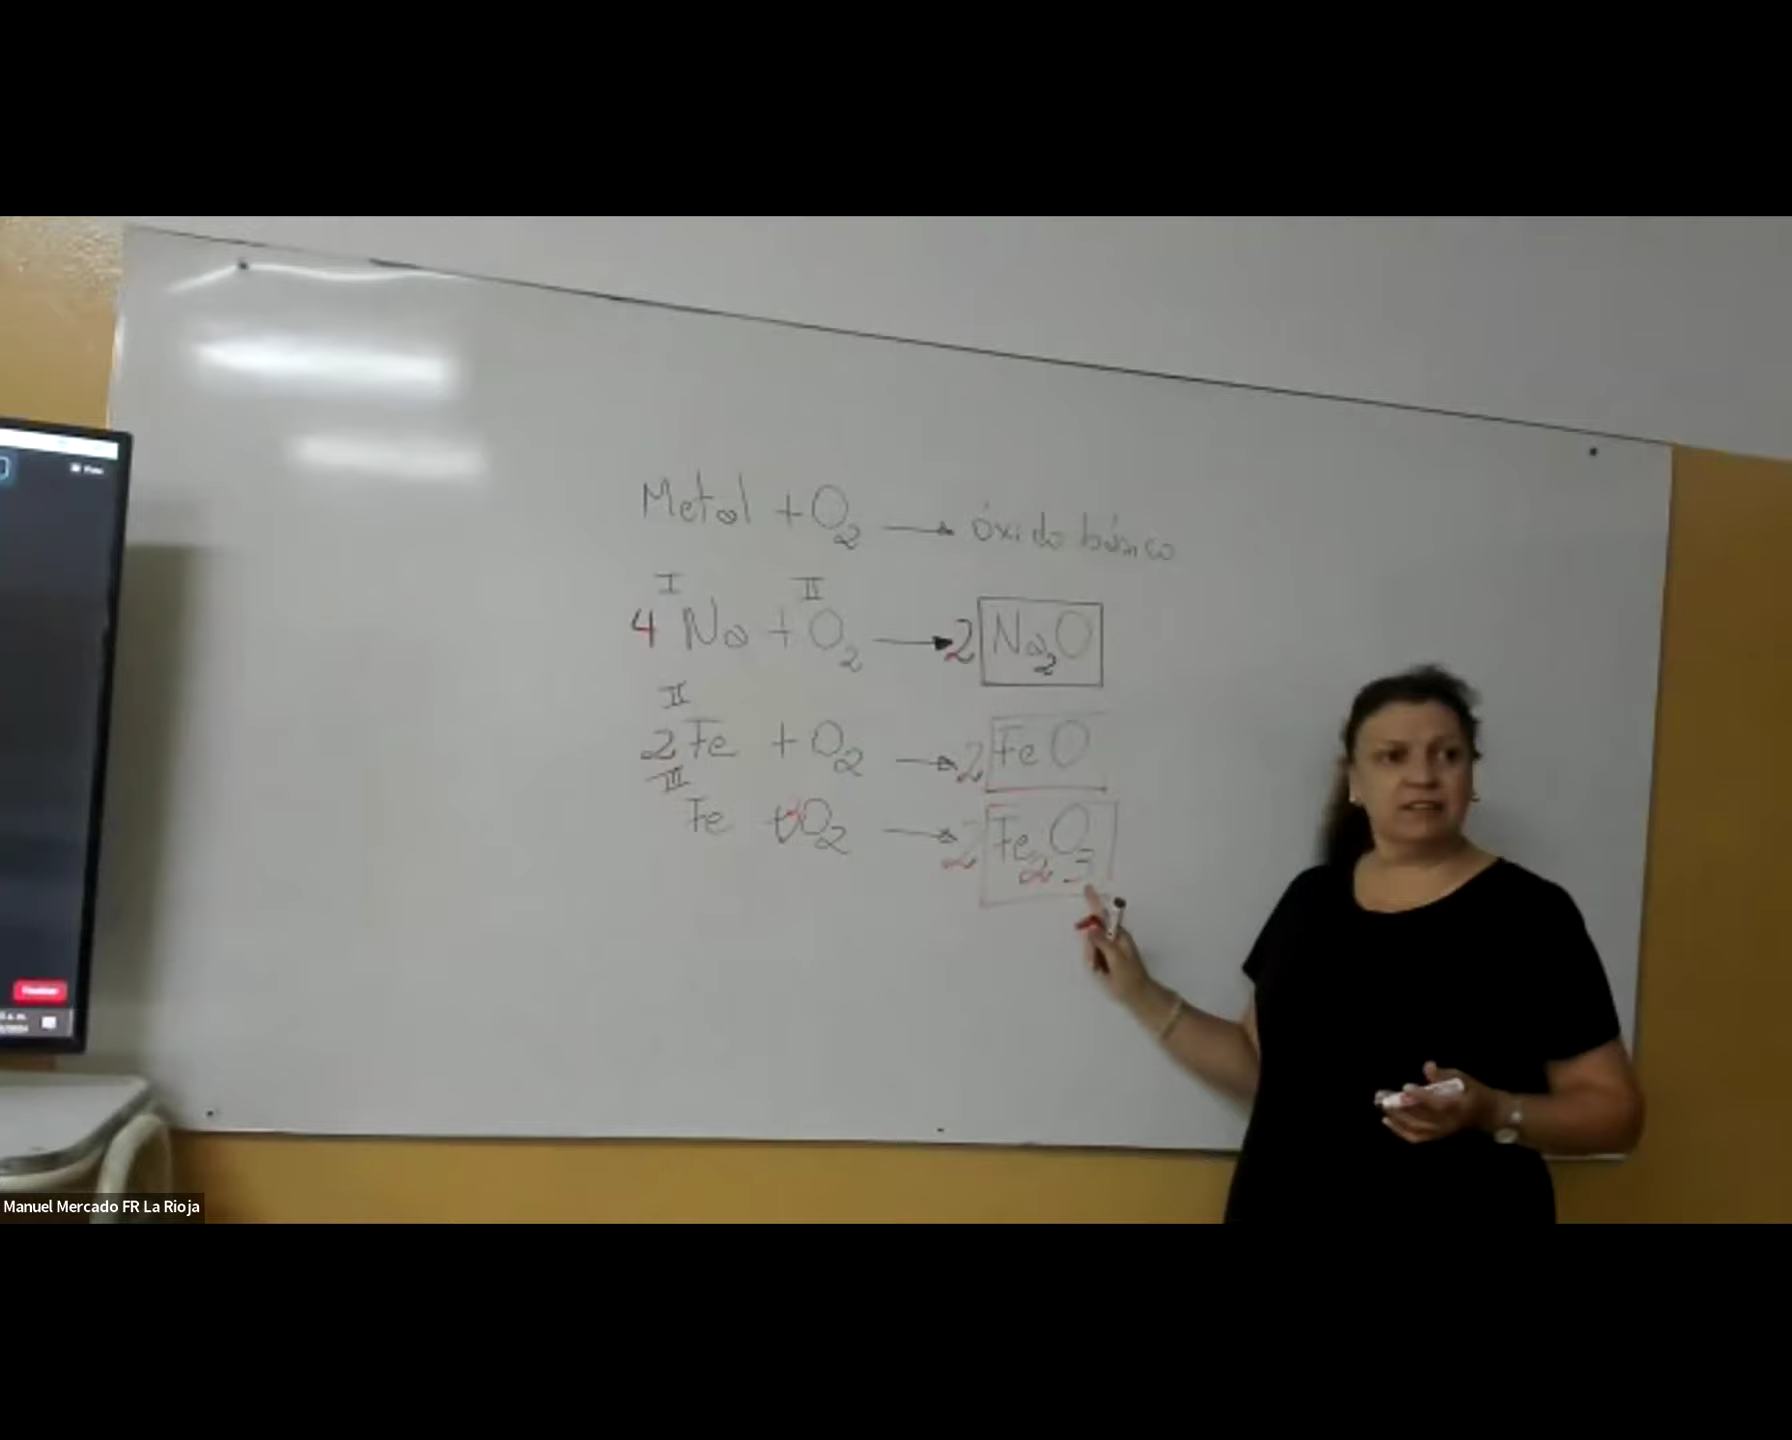 Metal + O₂ → óxido básico
I II
4 Na + O₂ → 2 Na₂O
II
2 Fe + O₂ → 2 FeO
III
Fe + 3O₂ → 2 Fe₂O₃
Manuel Mercado FR La Rioja